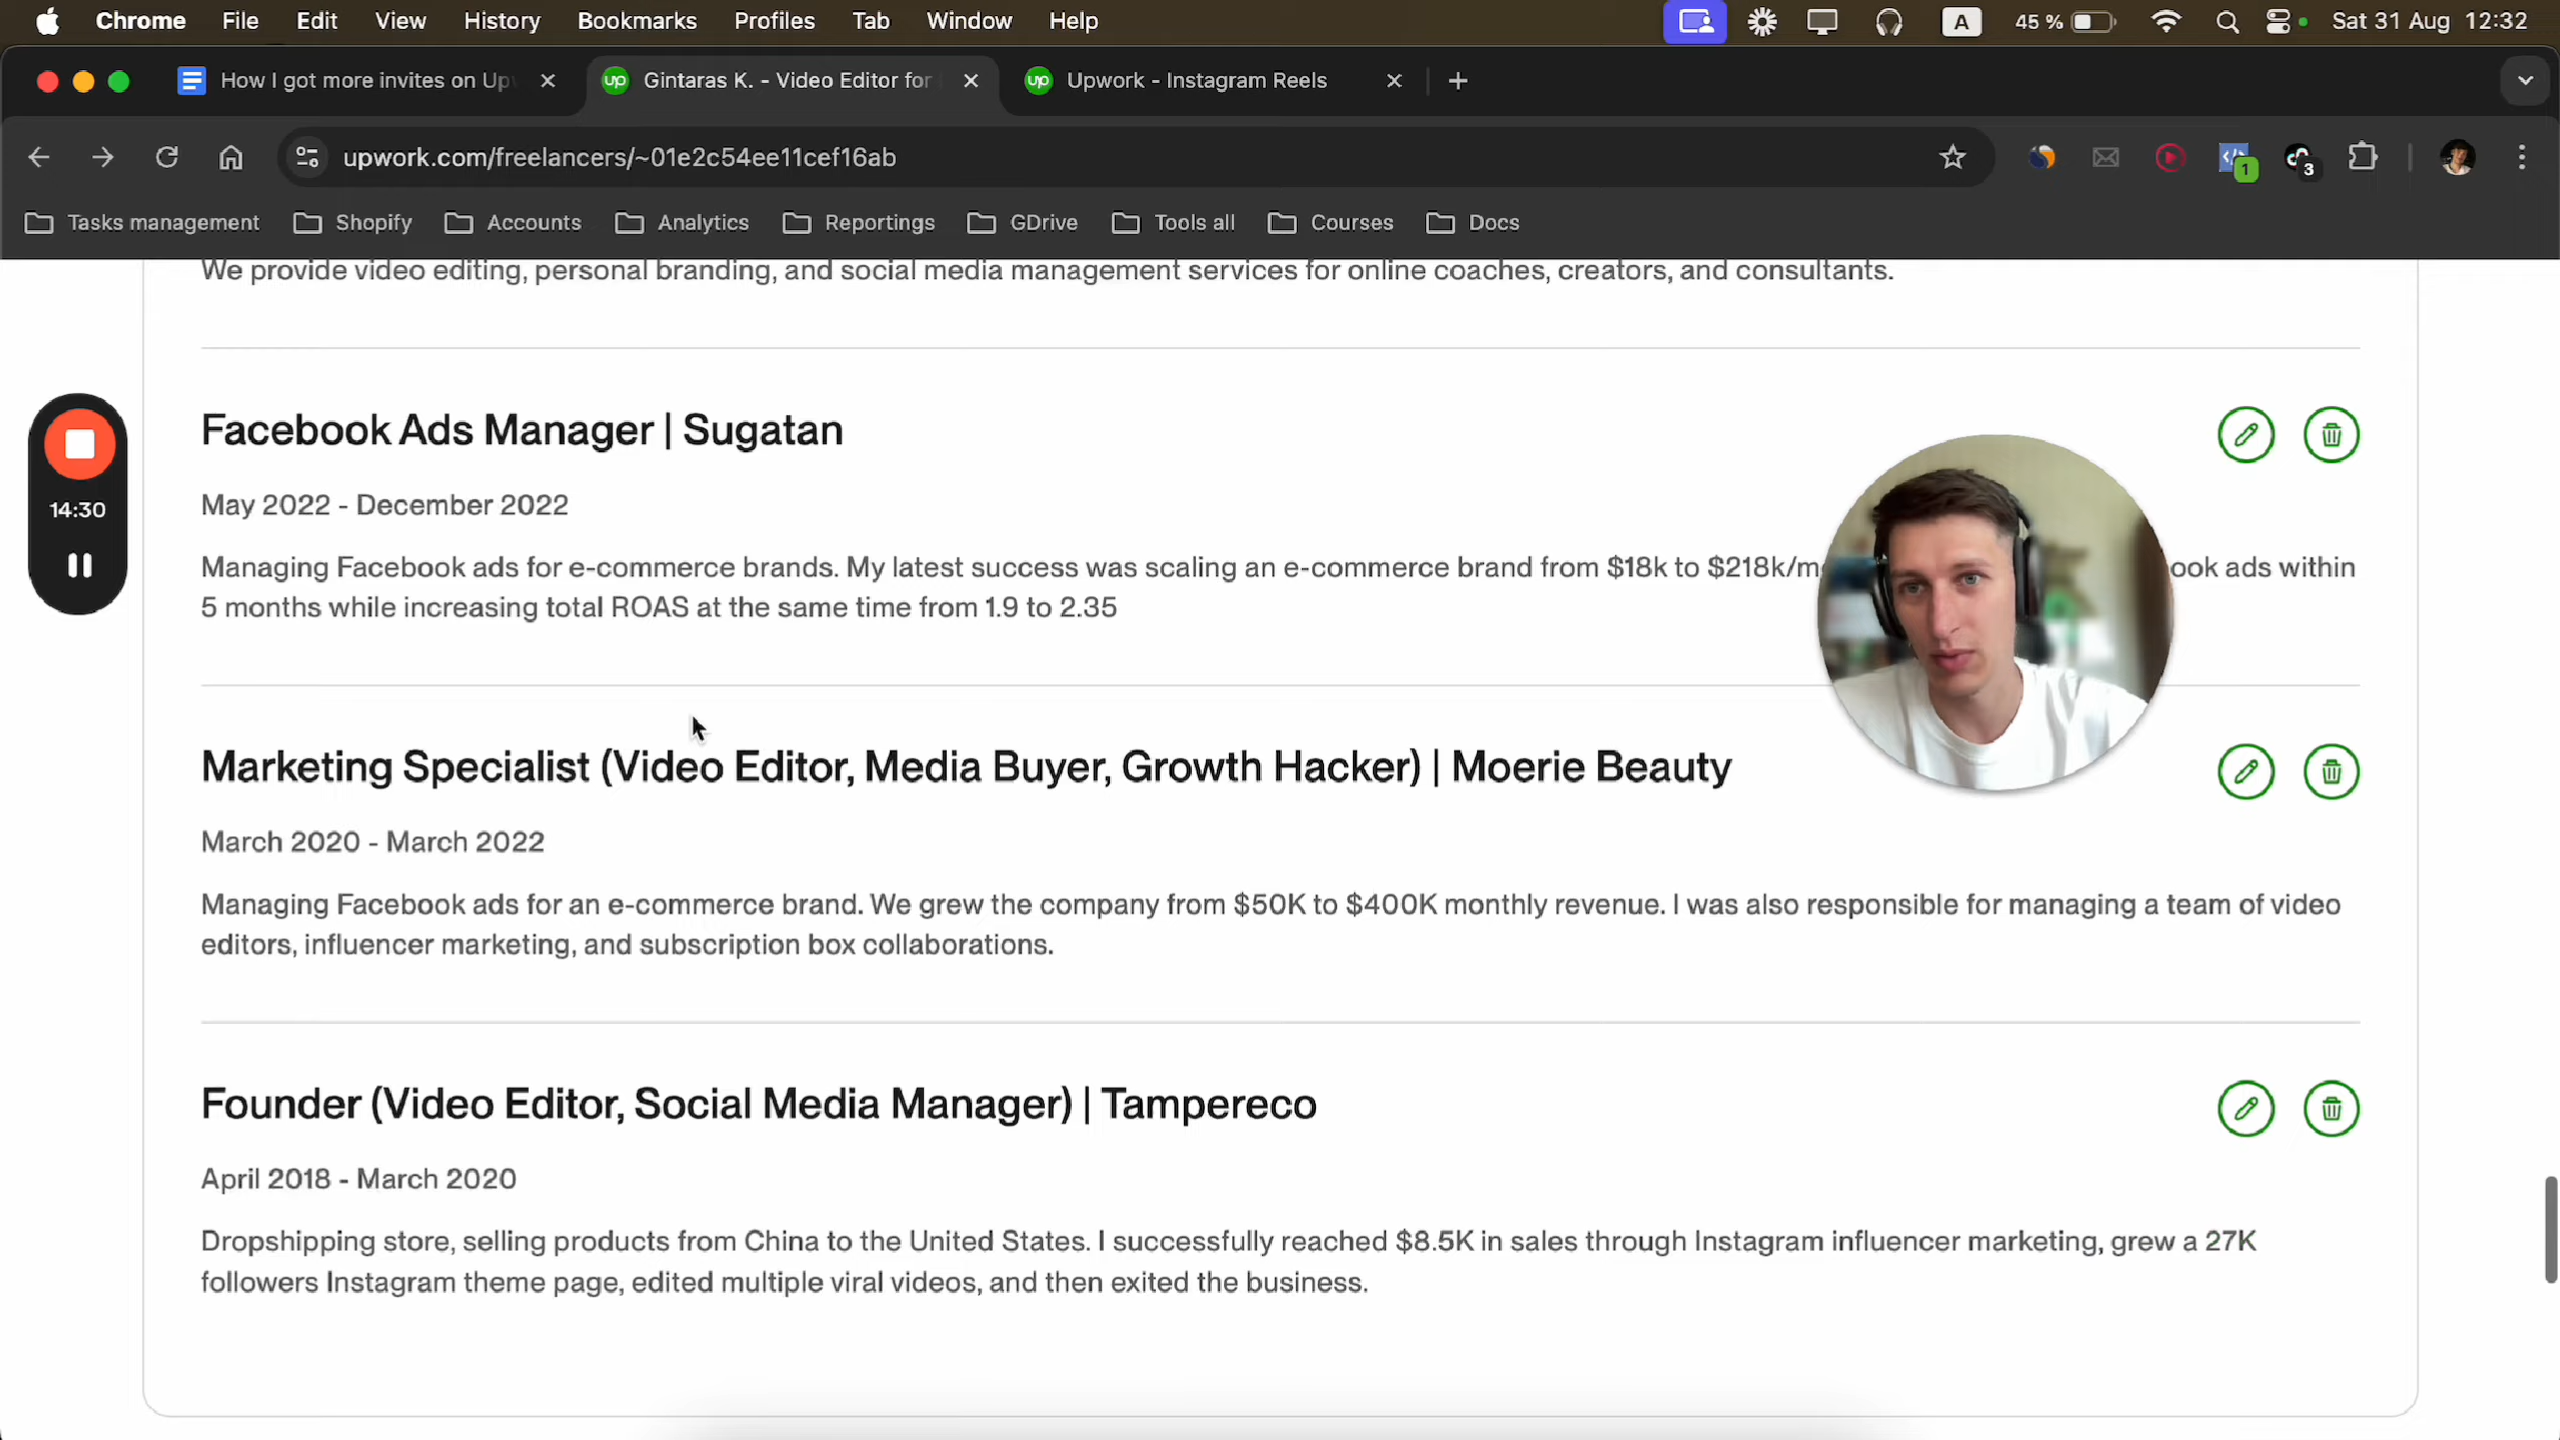 Chrome File Edit View History Bookmarks Profiles Tab Window Help A 45 % Sat 31 Aug 12:32
How I got more invites on Upw
up Gintaras K. - Video Editor for
up Upwork - Instagram Reels
upwork.com/freelancers/~01e2c54ee11cef16ab 1 3
Tasks management Shopify Accounts Analytics Reportings GDrive Tools all Courses Docs
We provide video editing, personal branding, and social media management services for online coaches, creators, and consultants.
Facebook Ads Manager | Sugatan
14:30
May 2022 - December 2022
Managing Facebook ads for e-commerce brands. My latest success was scaling an e-commerce brand from $18k to $218k/m ook ads within
5 months while increasing total ROAS at the same time from 1.9 to 2.35
Marketing Specialist (Video Editor, Media Buyer, Growth Hacker) | Moerie Beauty
March 2020 - March 2022
Managing Facebook ads for an e-commerce brand. We grew the company from $50K to $400K monthly revenue. I was also responsible for managing a team of video
editors, influencer marketing, and subscription box collaborations.
Founder (Video Editor, Social Media Manager) | Tampereco
April 2018 - March 2020
Dropshipping store, selling products from China to the United States. I successfully reached $8.5K in sales through Instagram influencer marketing, grew a 27K
followers Instagram theme page, edited multiple viral videos, and then exited the business.